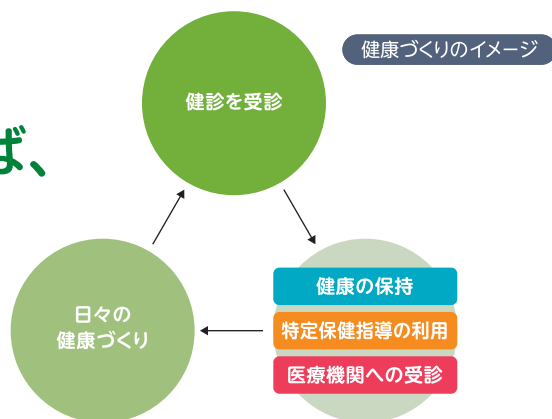 健康づくりのイメージ
健診を受診
ば、
健康の保持
特定保健指導の利用
医療機関への受診
日々の
健康づくり